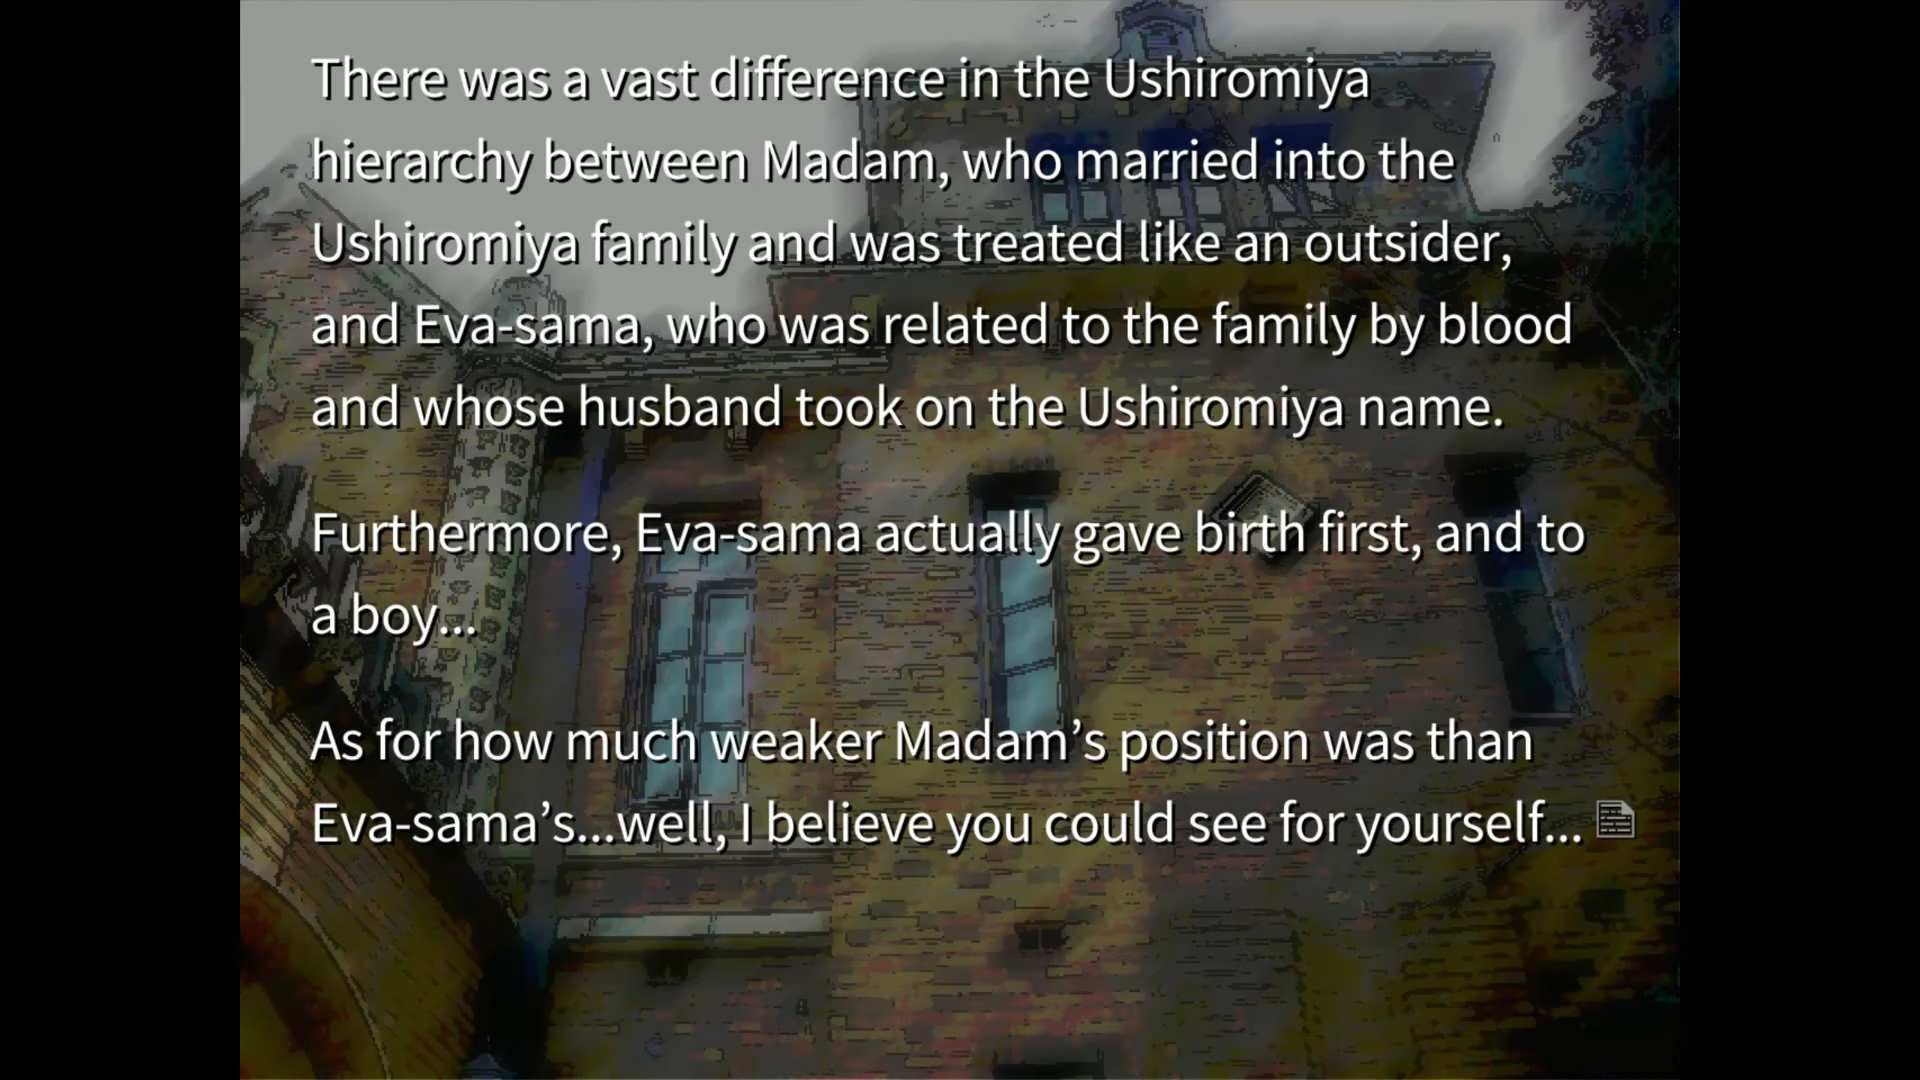 There was a vast difference in the Ushiromiya
hierarchy between Madam, who married into the
Ushiromiya family and was treated like an outsider,
and Eva-sama, who was related to the family by blood
and whose husband took on the Ushiromiya name.
Furthermore, Eva-sama actually gave birth first, and to
a boy...
As for how much weaker Madam’s position was than
Eva-sama’s...well, I believe you could see for yourself...